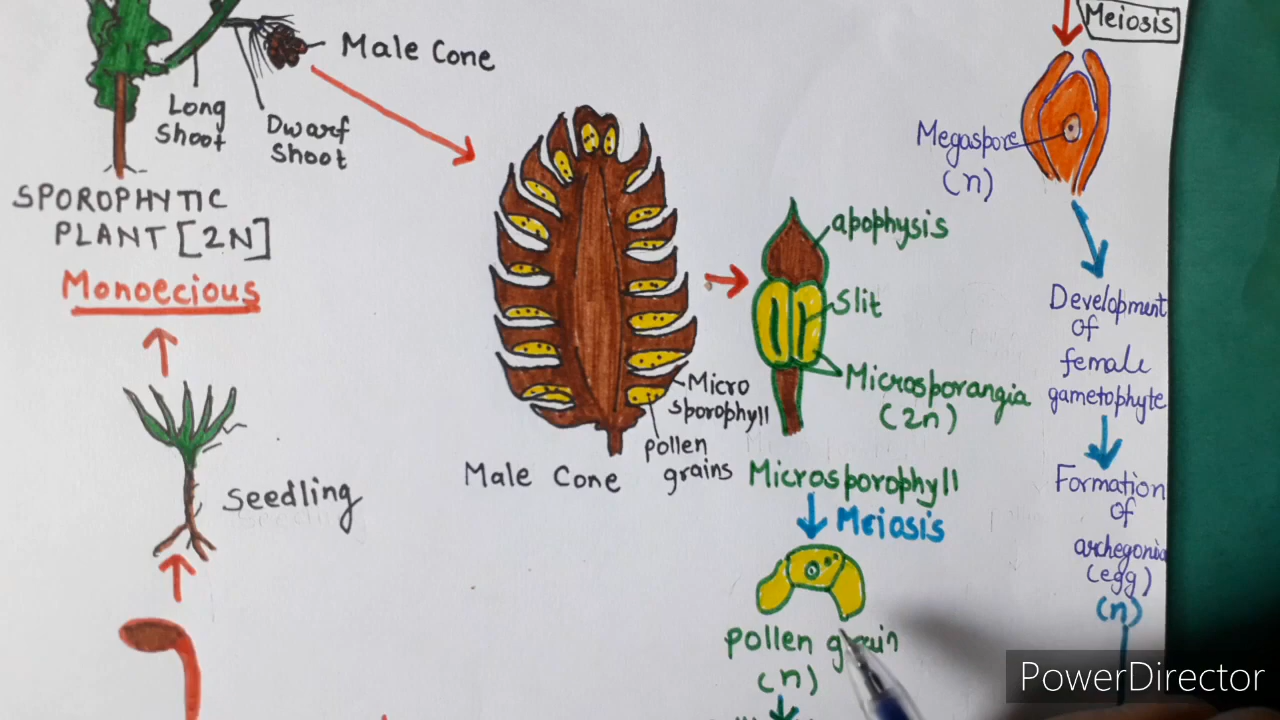 Meiosis
Male Cone
Long
Shoot
Dwarf
Shoot
SPOROPHYTIC
PLANT [2N]
Monoecious
Seedling
Male Cone
Micro
sporophyll
pollen
grains
apophysis
Slit
Microsporangia
(2n)
Microsporophyll
Meiosis
pollen grain
(n)
Megaspore
(n)
Development
of
female
gametophyte
Formation
of
archegonia
(egg)
(n)
PowerDirector